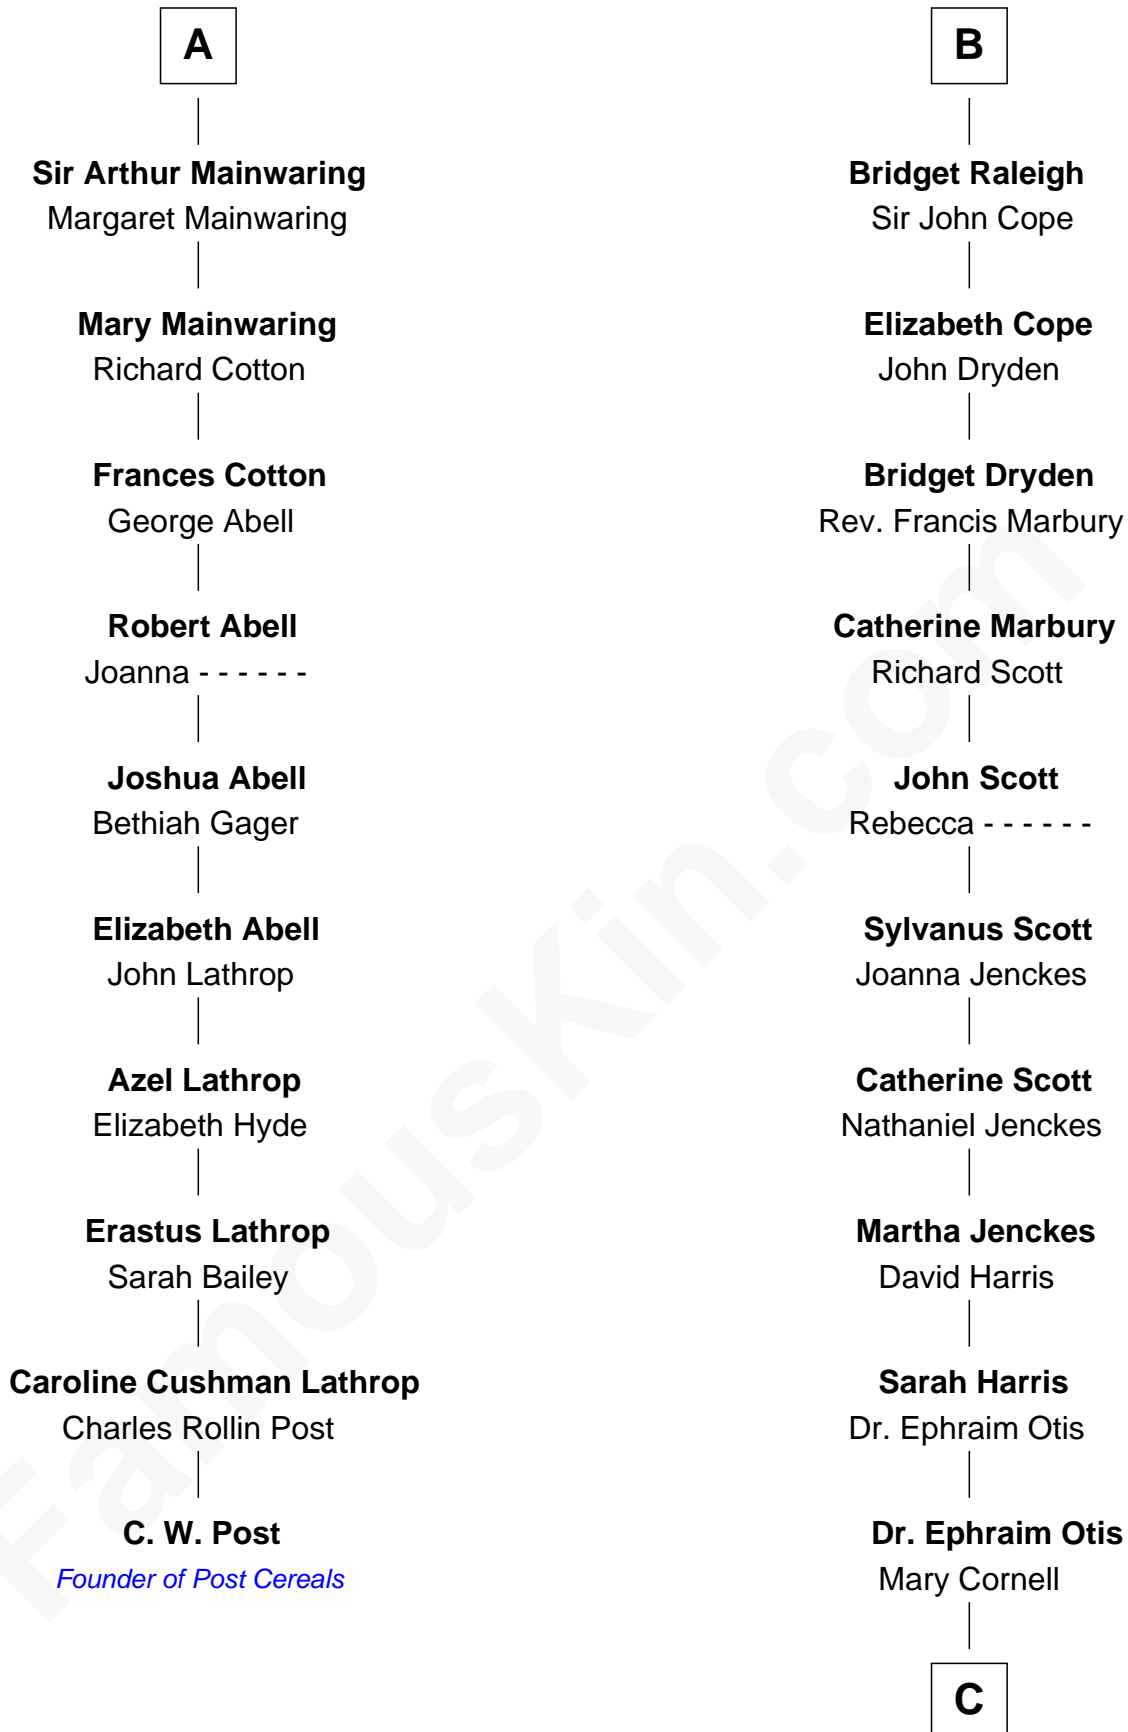 A
Sir Arthur Mainwaring
Margaret Mainwaring
Mary Mainwaring
Richard Cotton
Frances Cotton
George Abell
Robert Abell
Joanna - - - - - -
Joshua Abell
Bethiah Gager
Elizabeth Abell
John Lathrop
Azel Lathrop
Elizabeth Hyde
Erastus Lathrop
Sarah Bailey
Caroline Cushman Lathrop
Charles Rollin Post
C. W. Post
Founder of Post Cereals
B
Bridget Raleigh
Sir John Cope
Elizabeth Cope
John Dryden
Bridget Dryden
Rev. Francis Marbury
Catherine Marbury
Richard Scott
John Scott
Rebecca - - - - - -
Sylvanus Scott
Joanna Jenckes
Catherine Scott
Nathaniel Jenckes
Martha Jenckes
David Harris
Sarah Harris
Dr. Ephraim Otis
Dr. Ephraim Otis
Mary Cornell
C
FamousKin.com